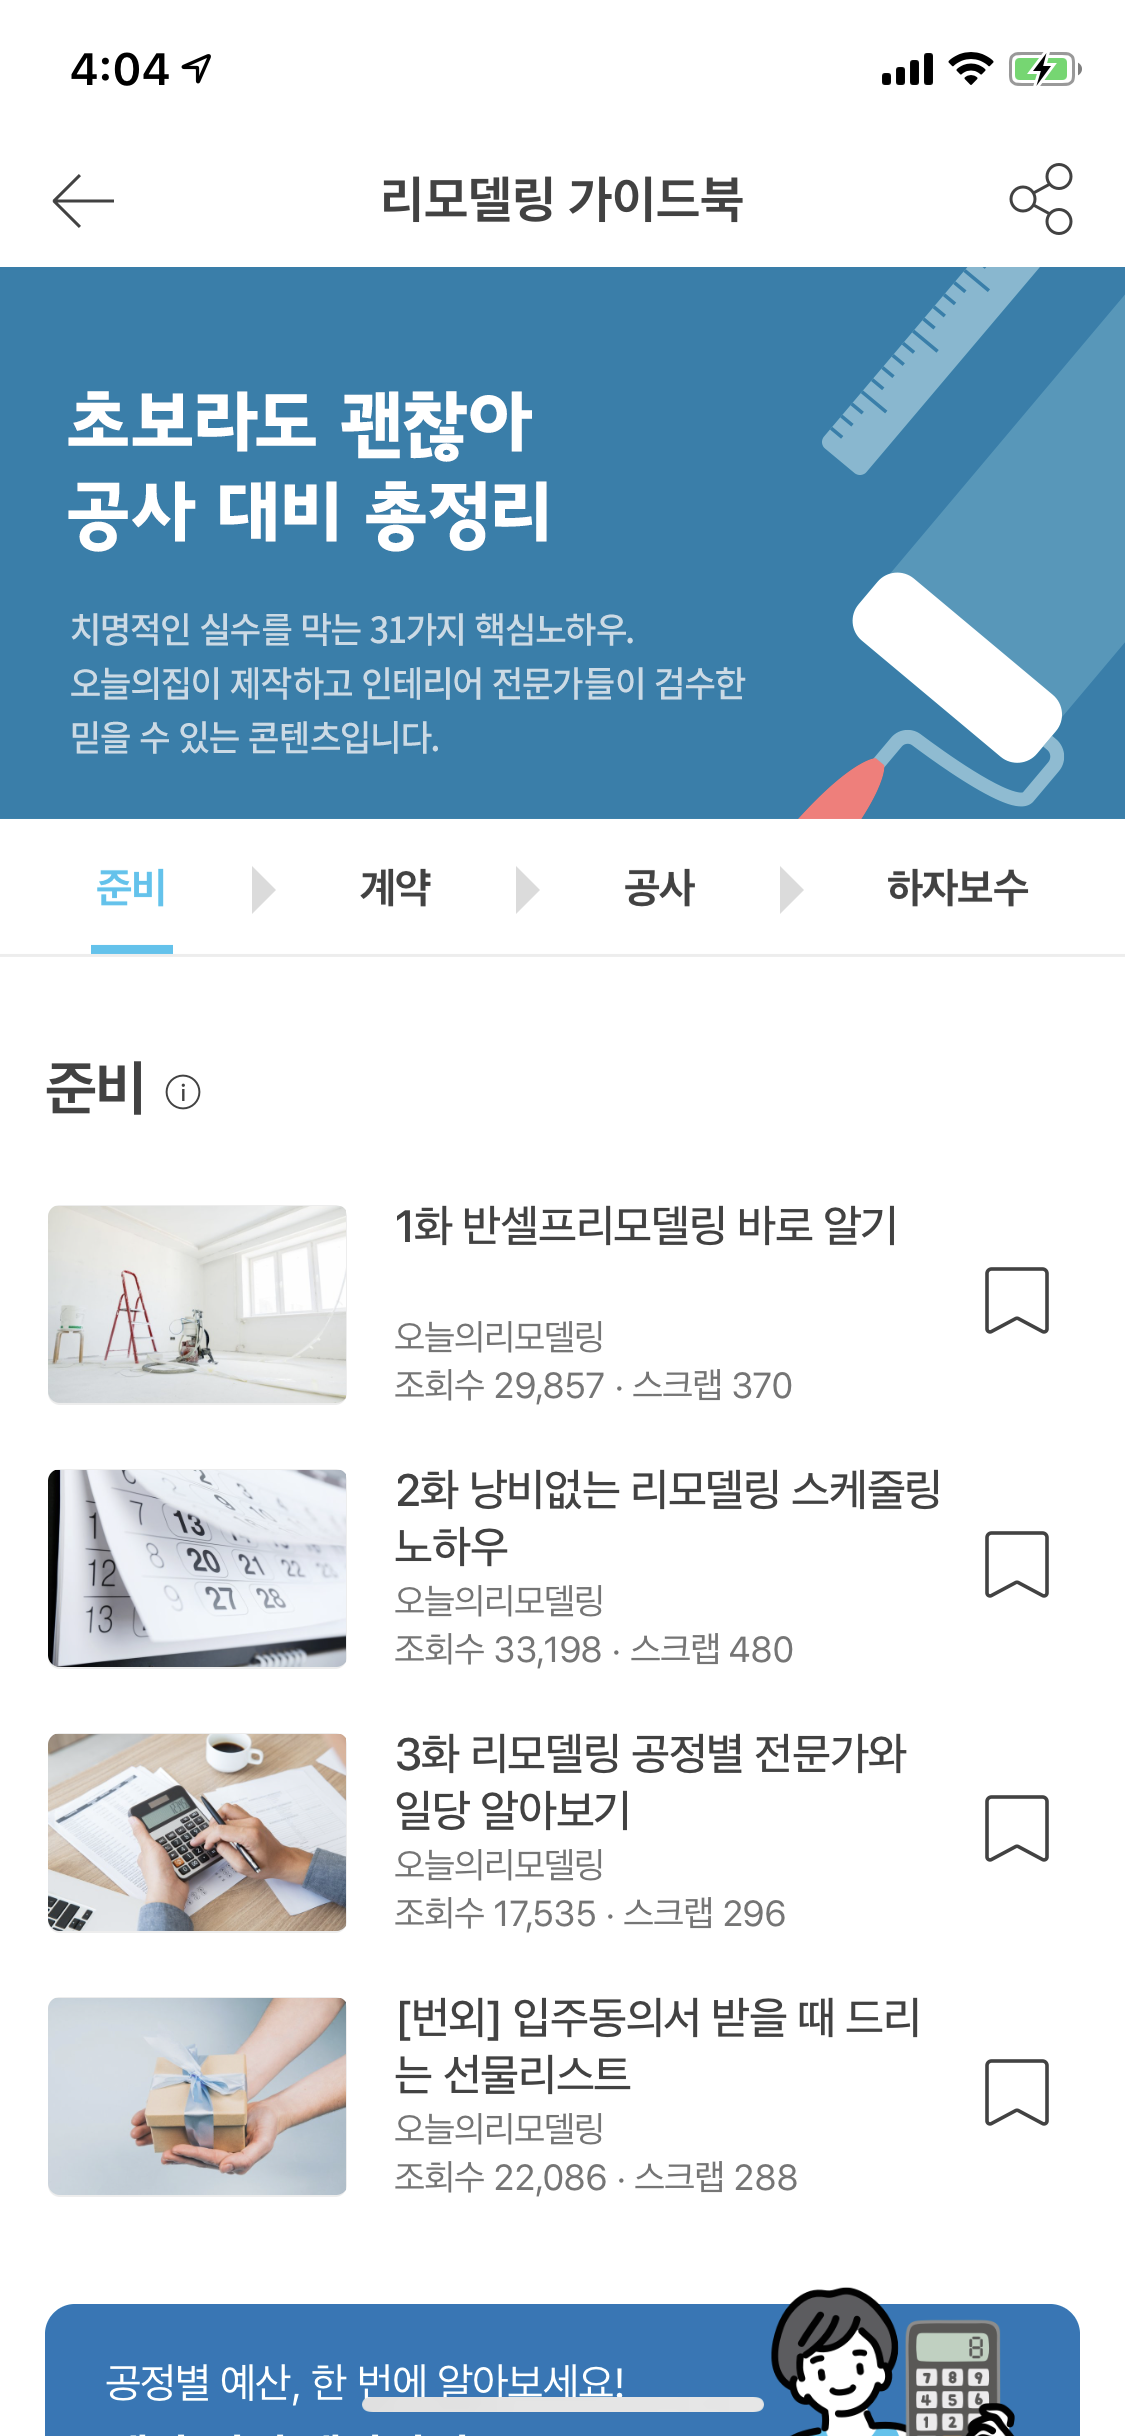 4:04
리모델링 가이드북
초보라도 괜찮아
공사 대비 총정리
치명적인 실수를 막는 31가지 핵심노하우.
오늘의집이 제작하고 인테리어 전문가들이 검수한
믿을 수 있는 콘텐츠입니다.
준비
계약
공사
하자보수
준비
1화 반셀프리모델링 바로 알기
오늘의리모델링
조회수 29,857 · 스크랩 370
2화 낭비없는 리모델링 스케줄링
노하우
오늘의리모델링
조회수 33,198 · 스크랩 480
3화 리모델링 공정별 전문가와
일당 알아보기
오늘의리모델링
조회수 17,535 · 스크랩 296
[번외] 입주동의서 받을 때 드리
는 선물리스트
오늘의리모델링
조회수 22,086 · 스크랩 288
공정별 예산, 한 번에 알아보세요!
8
7 8 9
4 5 6
1 2